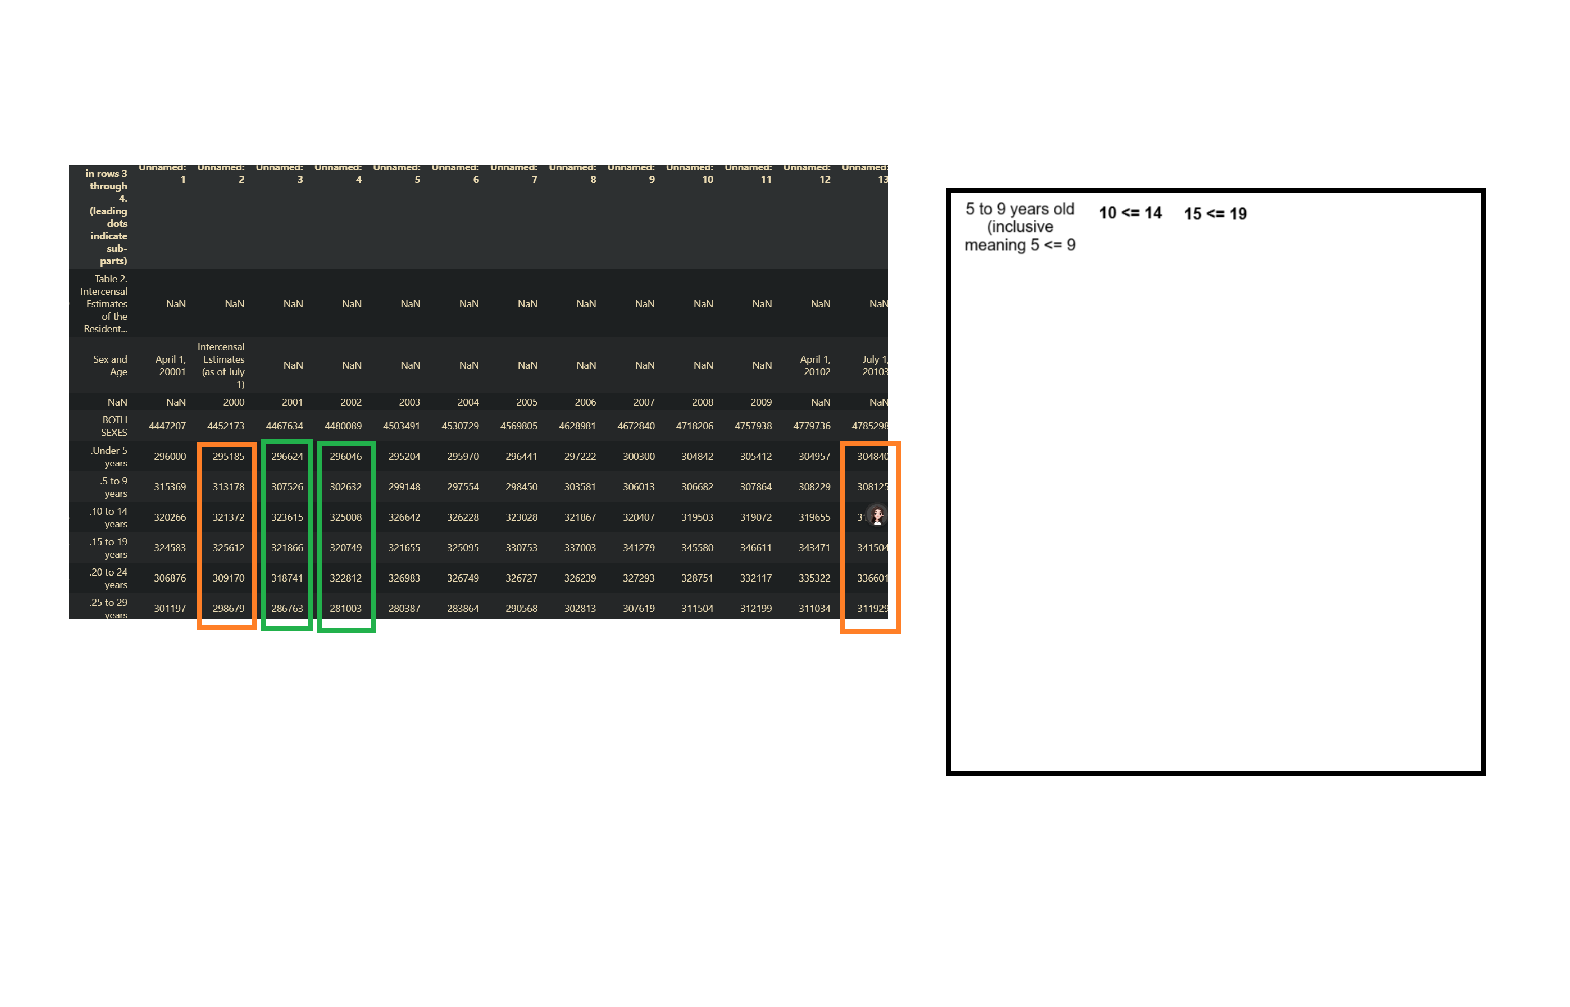 in rows 3
through
4.
(leading
dots
indicate
sub-
parts)
Unnamed: 1 Unnamed: 2 Unnamed: 3 Unnamed: 4 Unnamed: 5 Unnamed: 6 Unnamed: 7 Unnamed: 8 Unnamed: 9 Unnamed: 10 Unnamed: 11 Unnamed: 12 Unnamed: 13
Table 2.
Intercensal
Estimates
of the
Resident...
NaN NaN NaN NaN NaN NaN NaN NaN NaN NaN NaN NaN NaN
Sex and
Age
April 1,
20001
Intercensal
Estimates
(as of July
1)
NaN NaN NaN NaN NaN NaN NaN NaN NaN
April 1,
20102
July 1,
20103
NaN NaN 2000 2001 2002 2003 2004 2005 2006 2007 2008 2009 NaN NaN
BOTH
SEXES
4447207 4452173 4467634 4480089 4503491 4530729 4569805 4628981 4672840 4718206 4757938 4779736 4785298
.Under 5
years
296000 295185 296624 296046 295204 295970 296441 297222 300300 304842 305412 304957 304840
.5 to 9
years
315369 313178 307526 302632 299148 297554 298450 303581 306013 306682 307864 308229 308125
.10 to 14
years
320266 321372 323615 325008 326642 326228 323028 321867 320407 319503 319072 319655
.15 to 19
years
324583 325612 321866 320749 321655 325095 330753 337003 341279 345580 346611 343471 341504
.20 to 24
years
306876 309170 318741 322812 326983 326749 326727 326239 327293 328751 332117 335322 336601
.25 to 29
years
301197 298679 286763 281003 280387 283864 290568 302813 307619 311504 312199 311034 311929
5 to 9 years old
(inclusive
meaning 5 <= 9
10 <= 14
15 <= 19